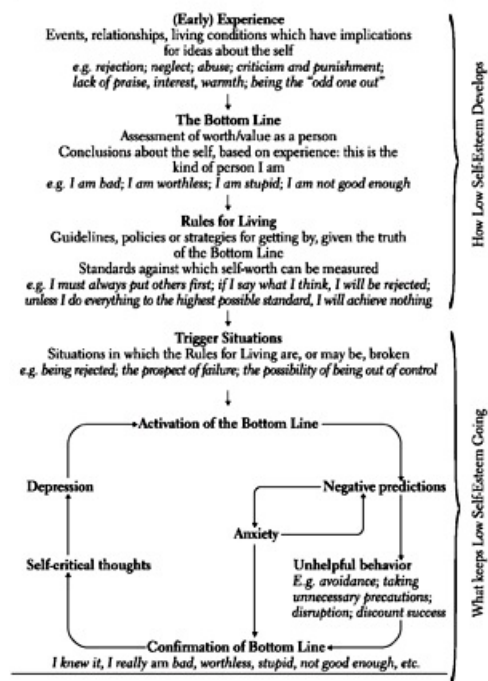 (Early) Experience
Events, relationships, living conditions which have implications
for ideas about the self
e.g. rejection; neglect; abuse; criticism and punishment;
lack of praise, interest, warmth; being the “odd one out”
The Bottom Line
Assessment of worth/value as a person
Conclusions about the self, based on experience: this is the
kind of person I am
e.g. I am bad; I am worthless; I am stupid; I am not good enough
Rules for Living
Guidelines, policies or strategies for getting by, given the truth
of the Bottom Line
Standards against which self-worth can be measured
e.g. I must always put others first; if I say what I think, I will be rejected;
unless I do everything to the highest possible standard, I will achieve nothing
How Low Self-Esteem Develops
Trigger Situations
Situations in which the Rules for Living are, or may be, broken
e.g. being rejected; the prospect of failure; the possibility of being out of control
Activation of the Bottom Line
Depression
Negative predictions
Anxiety
Self-critical thoughts
Unhelpful behavior
E.g. avoidance; taking
unnecessary precautions;
disruption; discount success
Confirmation of Bottom Line
I knew it, I really am bad, worthless, stupid, not good enough, etc.
What keeps Low Self-Esteem Going